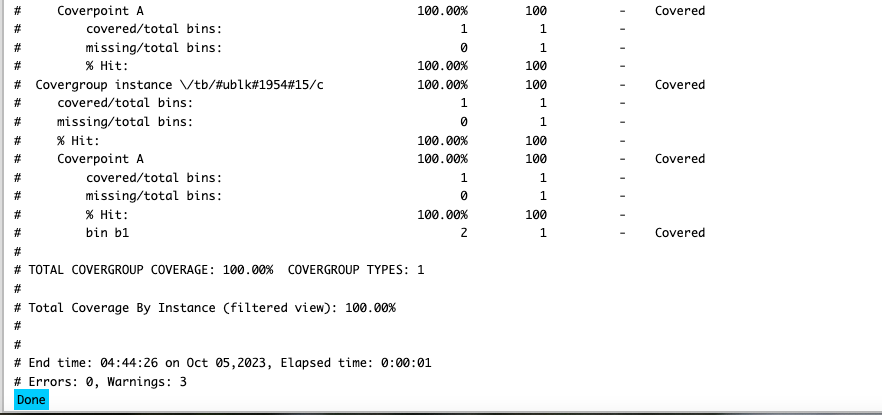 #     Coverpoint A                                      100.00%        100          -    Covered
#         covered/total bins:                                 1          1          -
#         missing/total bins:                                 0          1          -
#         % Hit:                                        100.00%        100          -
#  Covergroup instance \/tb/#ublk#1954#15/c             100.00%        100          -    Covered
#     covered/total bins:                                     1          1          -
#     missing/total bins:                                     0          1          -
#     % Hit:                                            100.00%        100          -
#     Coverpoint A                                      100.00%        100          -    Covered
#         covered/total bins:                                 1          1          -
#         missing/total bins:                                 0          1          -
#         % Hit:                                        100.00%        100          -
#         bin b1                                              2          1          -    Covered
#
# TOTAL COVERGROUP COVERAGE: 100.00%  COVERGROUP TYPES: 1
#
# Total Coverage By Instance (filtered view): 100.00%
#
#
# End time: 04:44:26 on Oct 05,2023, Elapsed time: 0:00:01
# Errors: 0, Warnings: 3
Done